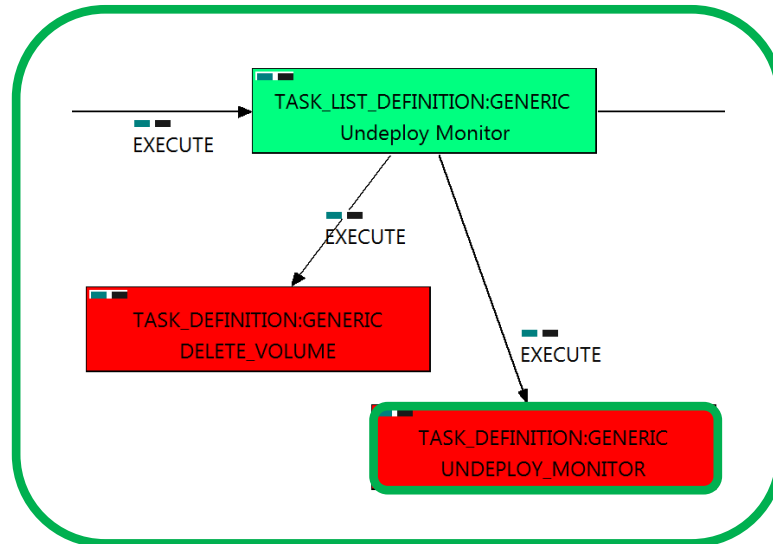 TASK_LIST_DEFINITION:GENERIC
Undeploy Monitor
EXECUTE
EXECUTE
TASK_DEFINITION:GENERIC
DELETE_VOLUME
EXECUTE
TASK_DEFINITION:GENERIC
UNDEPLOY_MONITOR